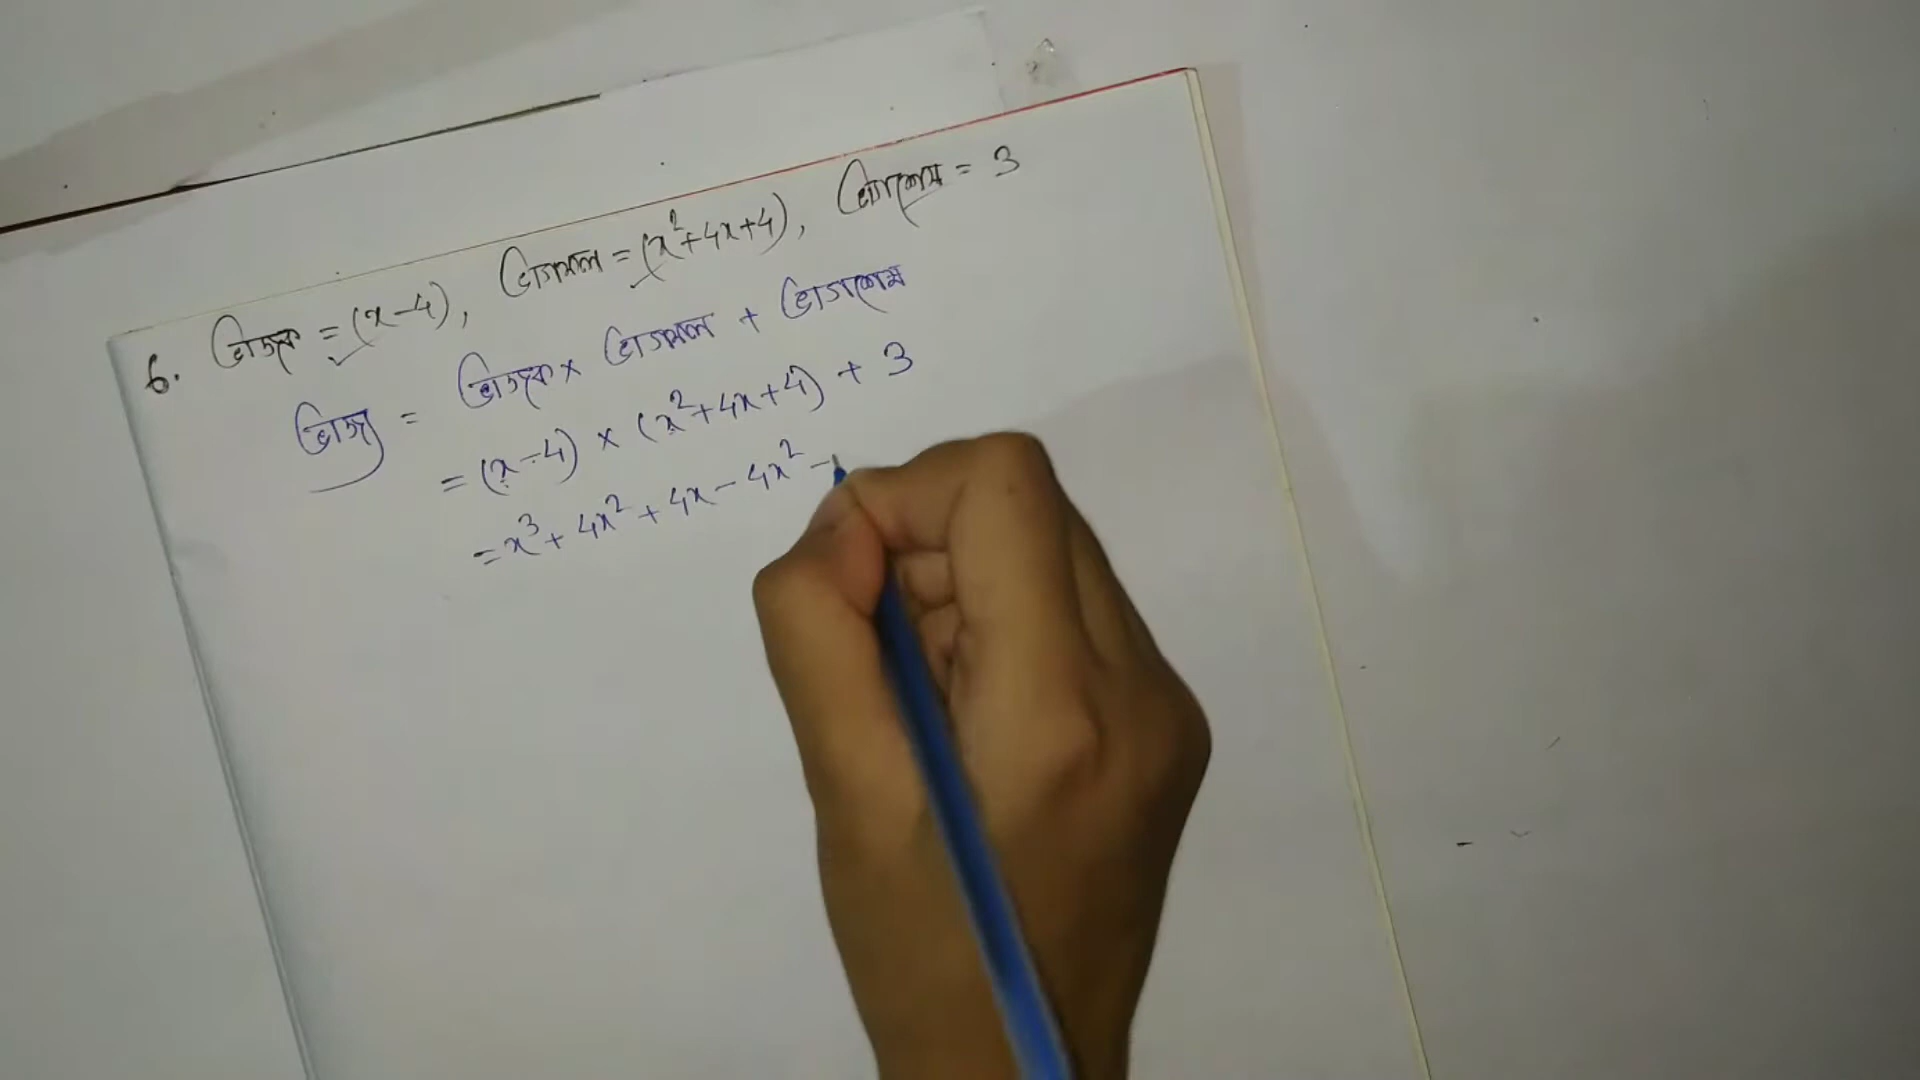 6. ভাজক = (x-4), ভাগফল = (x²+4x+4), ভাগশেষ = 3
ভাজ্য = ভাজক × ভাগফল + ভাগশেষ
= (x-4) × (x²+4x+4) + 3
= x³ + 4x² + 4x - 4x² -